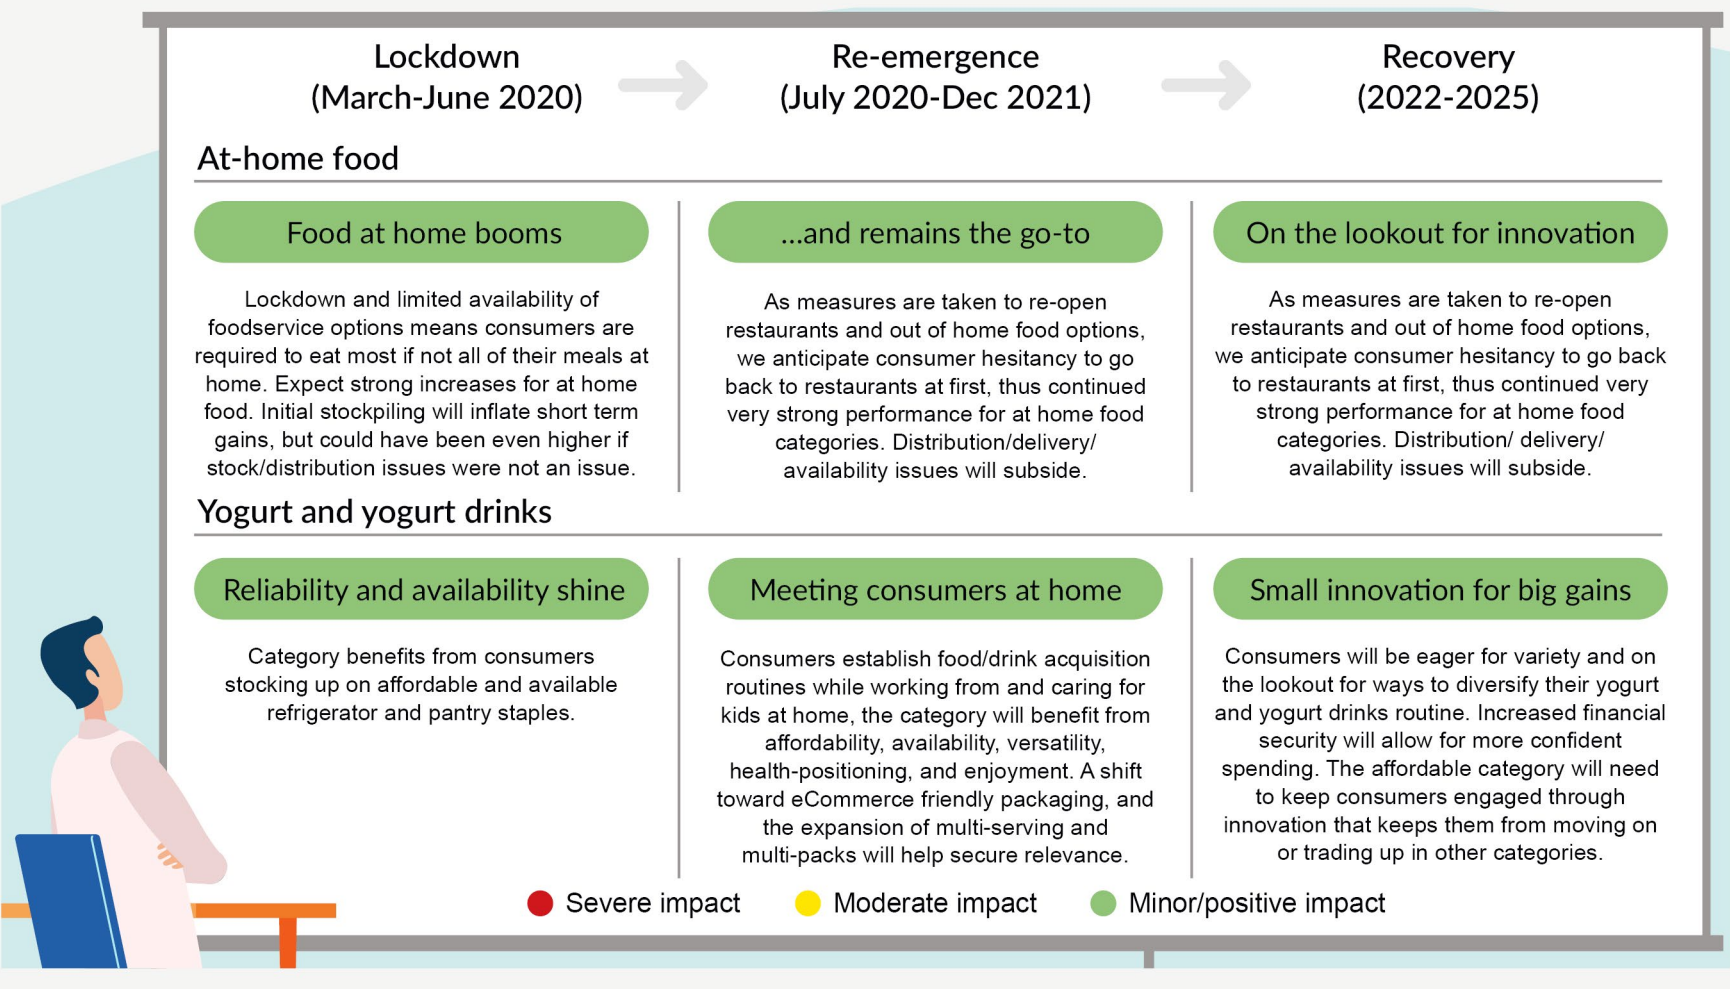 Lockdown
(March-June 2020)
Re-emergence
(July 2020-Dec 2021)
Recovery
(2022-2025)
At-home food
Food at home booms
Lockdown and limited availability of
foodservice options means consumers are
required to eat most if not all of their meals at
home. Expect strong increases for at home
food. Initial stockpiling will inflate short term
gains, but could have been even higher if
stock/distribution issues were not an issue.
...and remains the go-to
As measures are taken to re-open
restaurants and out of home food options,
we anticipate consumer hesitancy to go
back to restaurants at first, thus continued
very strong performance for at home food
categories. Distribution/delivery/
availability issues will subside.
On the lookout for innovation
As measures are taken to re-open
restaurants and out of home food options,
we anticipate consumer hesitancy to go back
to restaurants at first, thus continued very
strong performance for at home food
categories. Distribution/ delivery/
availability issues will subside.
Yogurt and yogurt drinks
Reliability and availability shine
Category benefits from consumers
stocking up on affordable and available
refrigerator and pantry staples.
Meeting consumers at home
Consumers establish food/drink acquisition
routines while working from and caring for
kids at home, the category will benefit from
affordability, availability, versatility,
health-positioning, and enjoyment. A shift
toward eCommerce friendly packaging, and
the expansion of multi-serving and
multi-packs will help secure relevance.
Small innovation for big gains
Consumers will be eager for variety and on
the lookout for ways to diversify their yogurt
and yogurt drinks routine. Increased financial
security will allow for more confident
spending. The affordable category will need
to keep consumers engaged through
innovation that keeps them from moving on
or trading up in other categories.
Severe impact
Moderate impact
Minor/positive impact